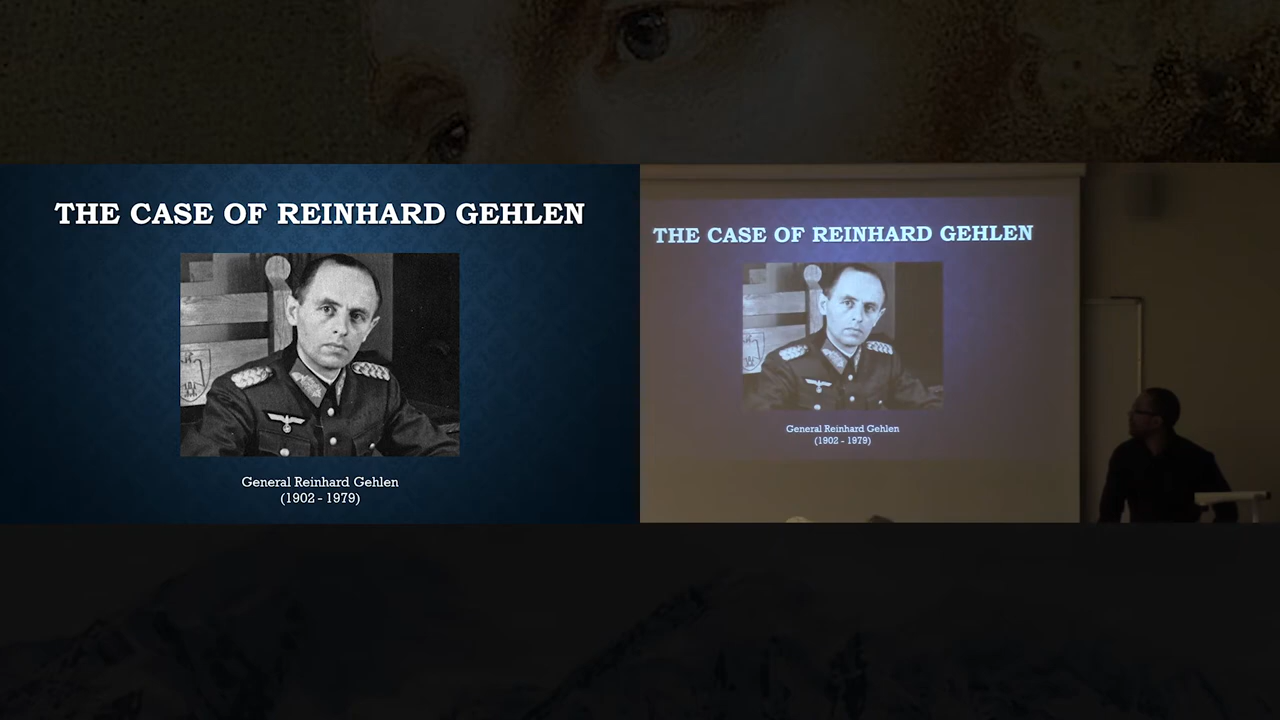 THE CASE OF REINHARD GEHLEN
General Reinhard Gehlen
(1902 - 1979)
THE CASE OF REINHARD GEHLEN
General Reinhard Gehlen
(1902 - 1979)